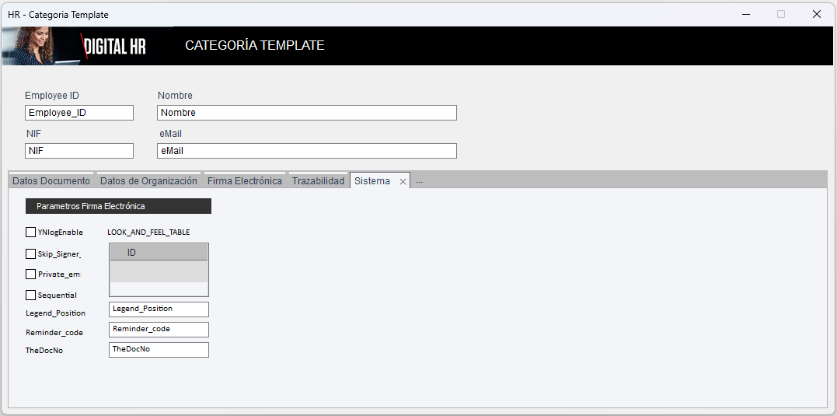 HR - Categoría Template
DIGITAL HR
CATEGORÍA TEMPLATE
Employee ID Nombre
Employee_ID Nombre
NIF eMail
NIF eMail
Datos Documento Datos de Organización Firma Electrónica Trazabilidad Sistema ...
Parametros Firma Electrónica
YNlogEnable LOOK_AND_FEEL_TABLE
Skip_Signer_ ID
Private_em
Sequential
Legend_Position Legend_Position
Reminder_code Reminder_code
TheDocNo TheDocNo